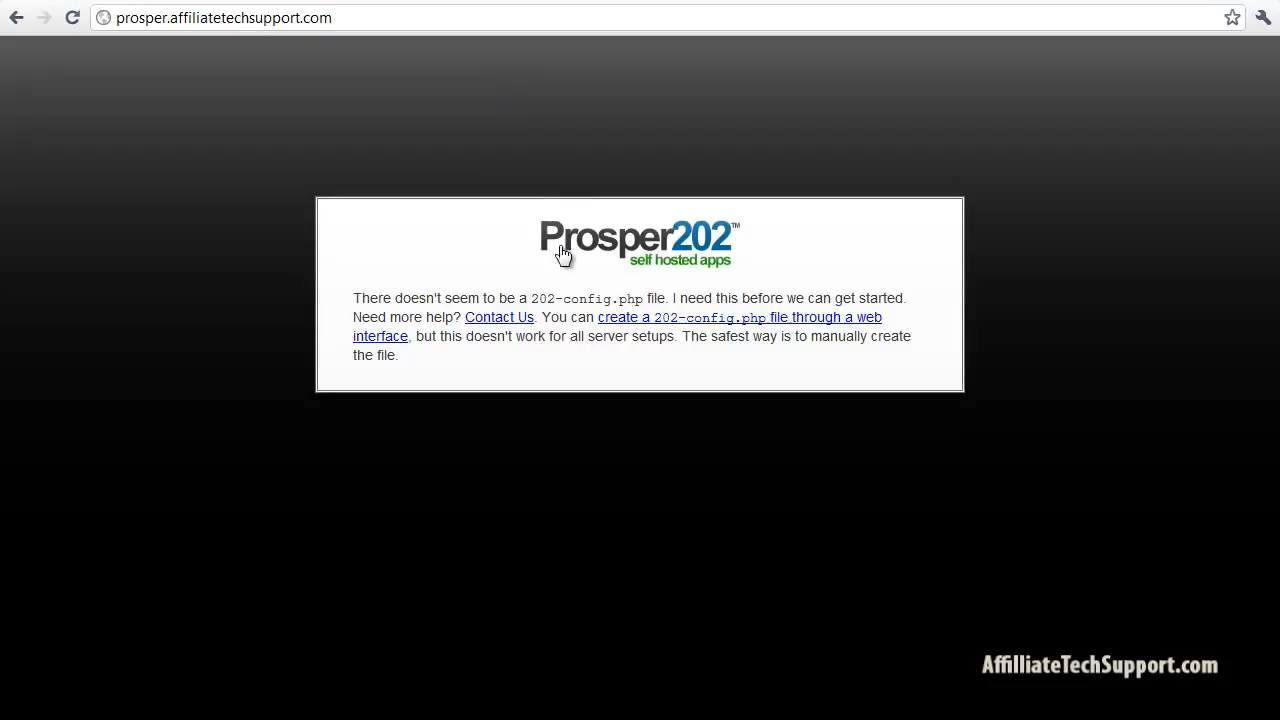 prosper.affiliatetechsupport.com
Prosper202™
self hosted apps
There doesn't seem to be a 202-config.php file. I need this before we can get started.
Need more help? Contact Us. You can create a 202-config.php file through a web
interface, but this doesn't work for all server setups. The safest way is to manually create
the file.
AffilliateTechSupport.com